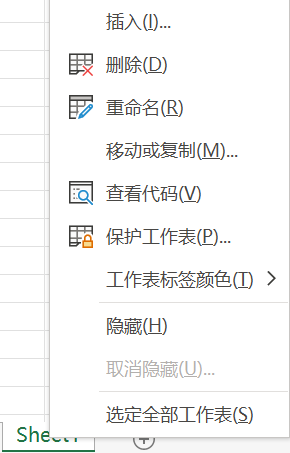 插入(I)...
删除(D)
重命名(R)
移动或复制(M)...
查看代码(V)
保护工作表(P)...
工作表标签颜色(T)
隐藏(H)
取消隐藏(U)...
选定全部工作表(S)
Sheet1